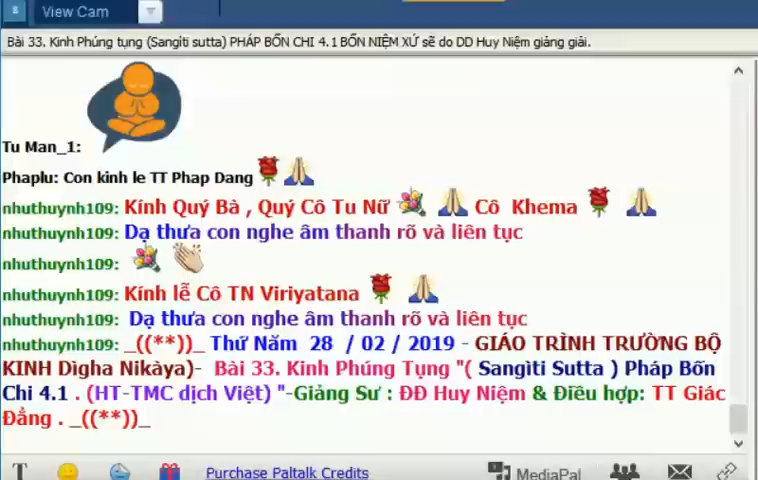 View Cam
Bài 33. Kinh Phúng tụng (Sangìti sutta) PHÁP BỐN CHI 4.1 BỐN NIỆM XỨ sẽ do DD Huy Niệm giảng giải.
Tu Man_1:
Phaplu: Con kinh le TT Phap Dang
nhuthuynh109: Kính Quý Bà , Quý Cô Tu Nữ Cô Khema
nhuthuynh109: Dạ thưa con nghe âm thanh rõ và liên tục
nhuthuynh109:
nhuthuynh109: Kính lễ Cô TN Viriyatana
nhuthuynh109: Dạ thưa con nghe âm thanh rõ và liên tục
nhuthuynh109: _((**))_ Thứ Năm 28 / 02 / 2019 - GIÁO TRÌNH TRƯỜNG BỘ
KINH Dìgha Nikàya)- Bài 33. Kinh Phúng Tụng "( Sangìti Sutta ) Pháp Bốn
Chi 4.1 . (HT-TMC dịch Việt) "-Giảng Sư : ĐĐ Huy Niệm & Điều hợp: TT Giác
Đẳng . _((**))_
T Purchase Paltalk Credits MediaPal